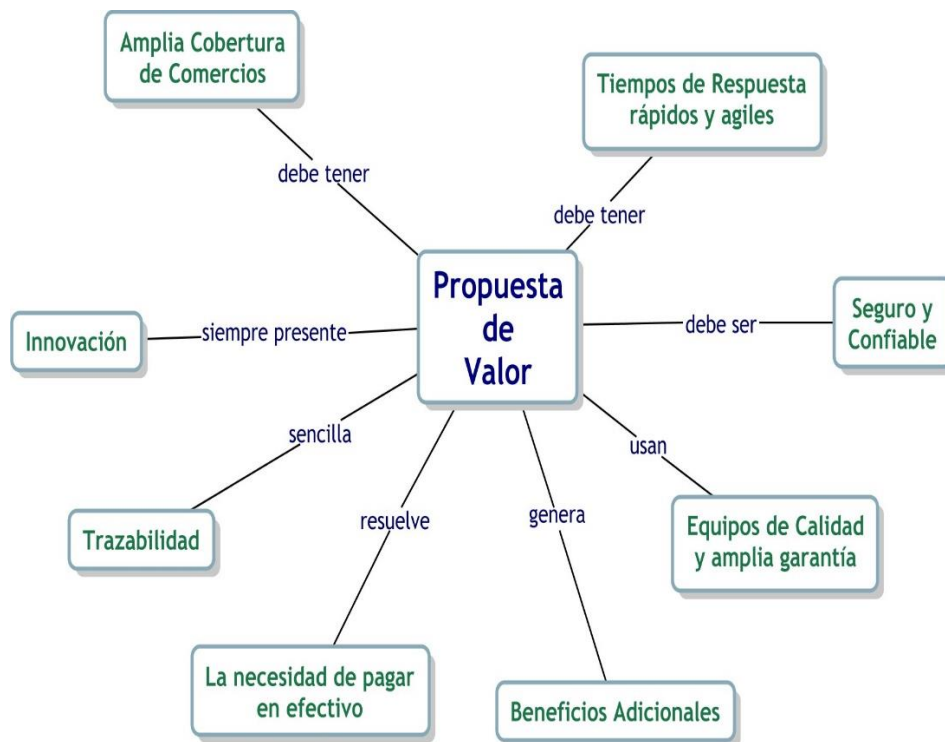 Amplia Cobertura
de Comercios
Tiempos de Respuesta
rápidos y agiles
debe tener
debe tener
Propuesta
de
Valor
Innovación
siempre presente
debe ser
Seguro y
Confiable
sencilla
usan
Trazabilidad
resuelve
genera
Equipos de Calidad
y amplia garantía
La necesidad de pagar
en efectivo
Beneficios Adicionales